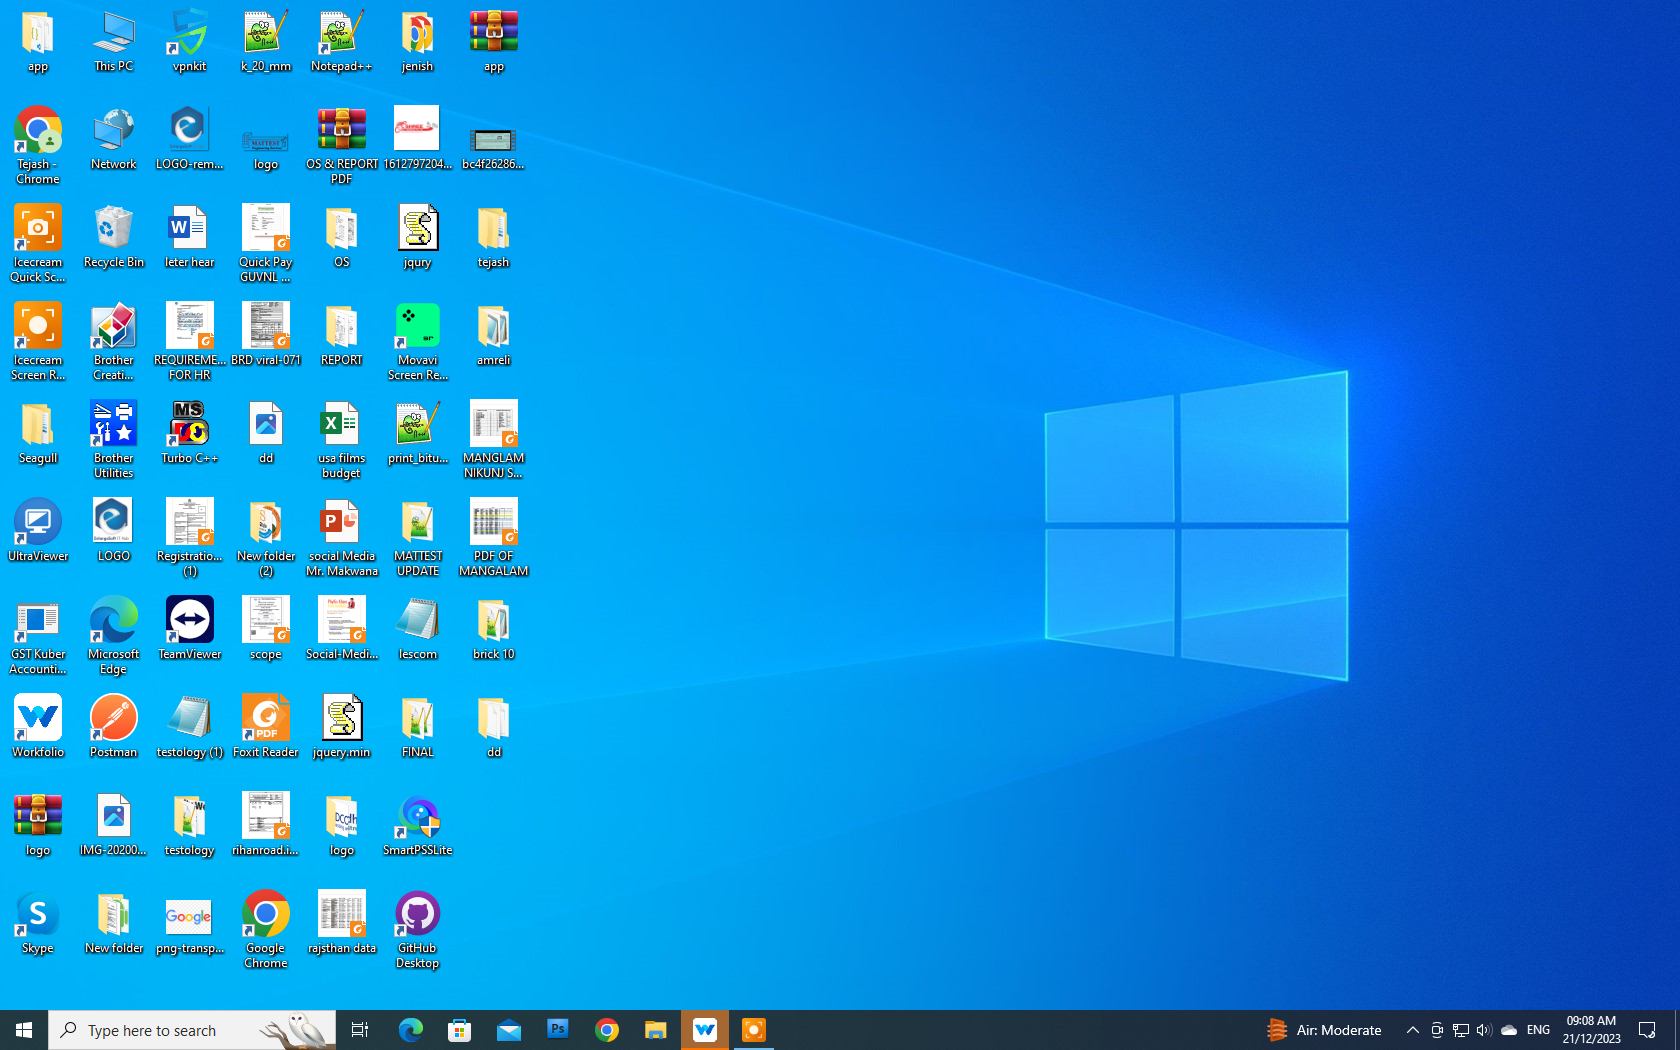 app
This PC
vpnkit
k_20_mm
Notepad++
jenish
app
Tejash -
Chrome
Network
LOGO-rem...
logo
OS & REPORT
PDF
1612797204...
bc4f26286...
Icecream
Quick Sc...
Recycle Bin
leter hear
Quick Pay
GUVNL ...
OS
jqury
tejash
Icecream
Screen R...
Brother
Creati...
REQUIREME...
FOR HR
BRD viral-071
REPORT
Movavi
Screen Re...
amreli
Seagull
Brother
Utilities
Turbo C++
dd
usa films
budget
print_bitu...
MANGLAM
NIKUNJ S...
UltraViewer
LOGO
Registratio...
(1)
New folder
(2)
social Media
Mr. Makwana
MATTEST
UPDATE
PDF OF
MANGALAM
GST Kuber
Accounti...
Microsoft
Edge
TeamViewer
scope
Social-Medi...
lescom
brick 10
Workfolio
Postman
testology (1)
PDF
Foxit Reader
jquery.min
FINAL
dd
logo
IMG-20200...
testology
rihanroad.i...
logo
SmartPSSLite
Skype
New folder
Google
png-transp...
Google
Chrome
rajsthan data
GitHub
Desktop
Type here to search
Ps
Air: Moderate
ENG
09:08 AM
21/12/2023